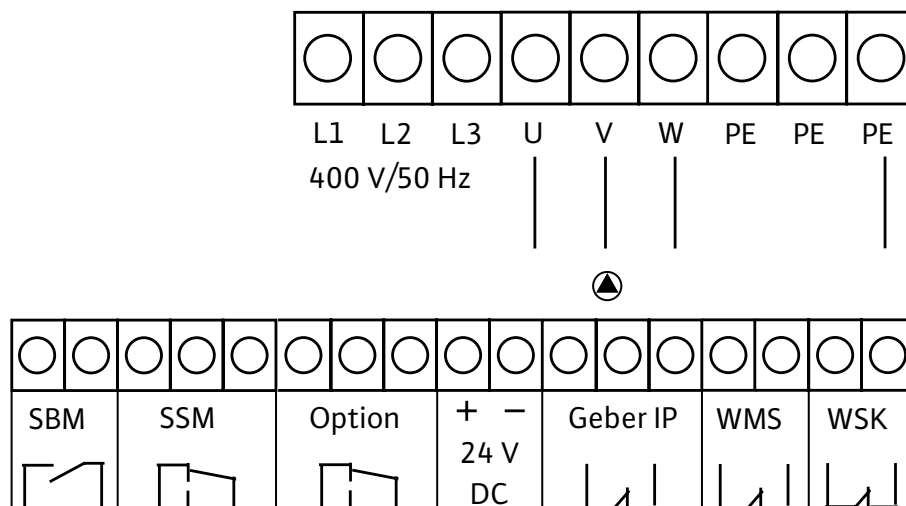 L1 L2 L3 U V W PE PE PE
400 V/50 Hz
SBM SSM Option + − Geber IP WMS WSK
24 V
DC